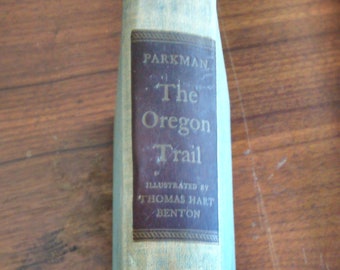 PARKMAN
The
Oregon
Trail
ILLUSTRATED BY
THOMAS HART
BENTON